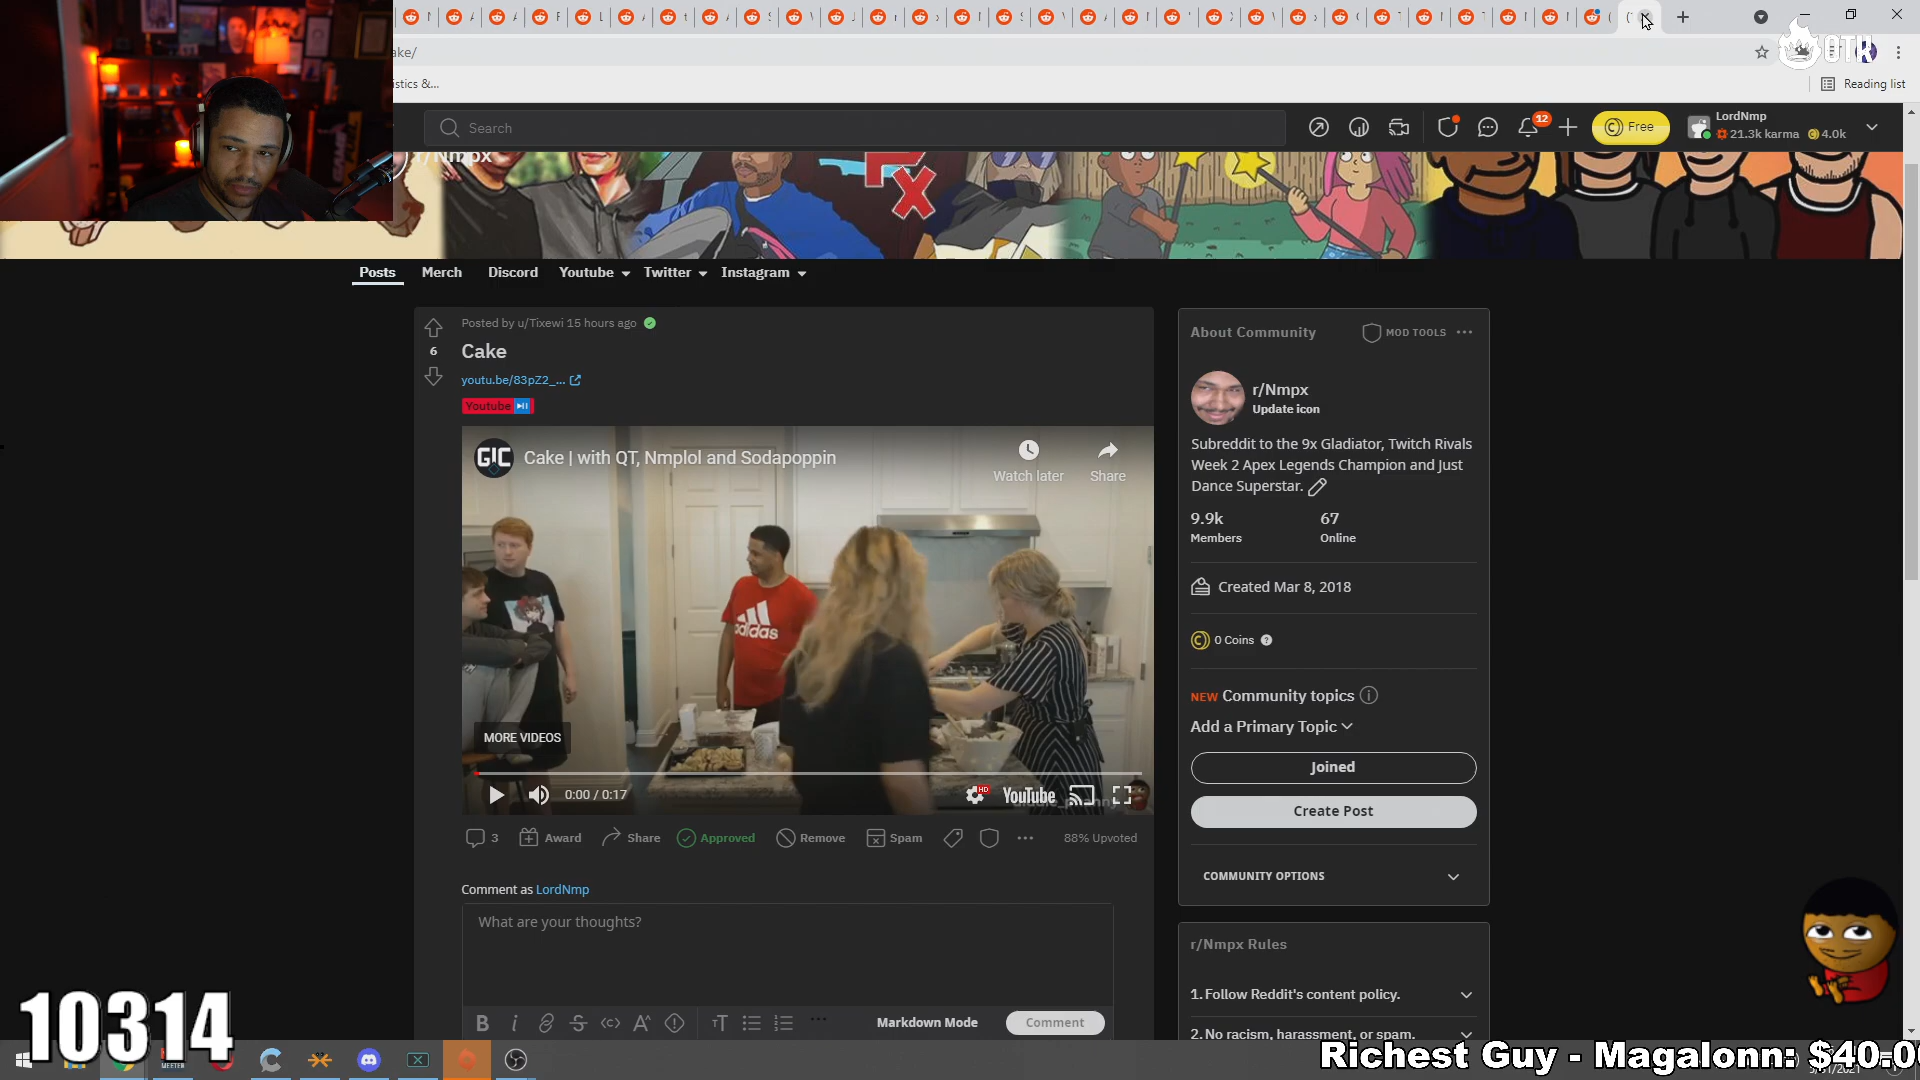 ake/
OTK
istics &...
Reading list
Search
12
Free
LordNmp
21.3k karma
4.0k
r/Nmpx
Posts
Merch
Discord
Youtube
Twitter
Instagram
Posted by u/Tixewi 15 hours ago
6
Cake
youtu.be/83pZ2_...
Youtube
GIC
Cake | with QT, Nmplol and Sodapoppin
Watch later
Share
adidas
MORE VIDEOS
0:00 / 0:17
HD
YouTube
3
Award
Share
Approved
Remove
Spam
88% Upvoted
Comment as LordNmp
What are your thoughts?
Markdown Mode
Comment
About Community
MOD TOOLS
r/Nmpx
Update icon
Subreddit to the 9x Gladiator, Twitch Rivals
Week 2 Apex Legends Champion and Just
Dance Superstar.
9.9k
67
Members
Online
Created Mar 8, 2018
0 Coins
NEW Community topics
Add a Primary Topic
Joined
Create Post
COMMUNITY OPTIONS
r/Nmpx Rules
1. Follow Reddit's content policy.
2. No racism, harassment, or spam.
10314
Richest Guy - Magalonn: $40.0